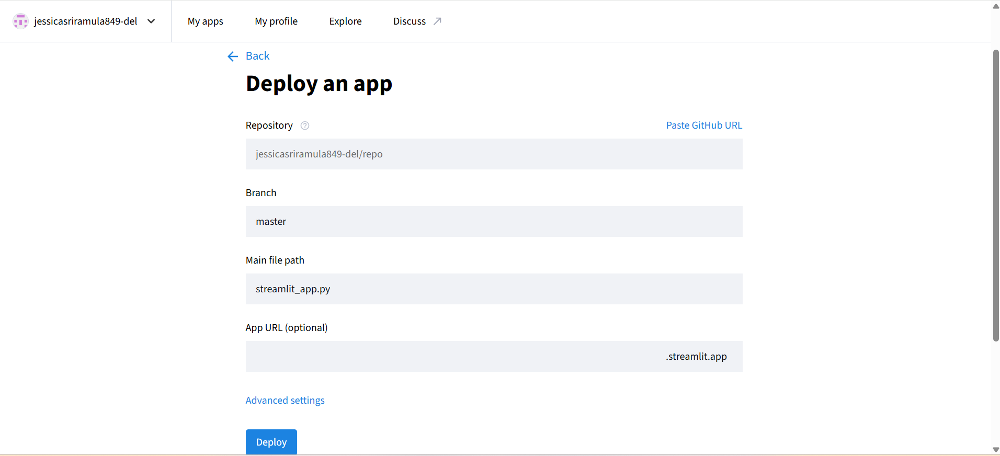 jessicasriramula849-del My apps My profile Explore Discuss
Back
Deploy an app
Repository Paste GitHub URL
jessicasriramula849-del/repo
Branch
master
Main file path
streamlit_app.py
App URL (optional)
.streamlit.app
Advanced settings
Deploy